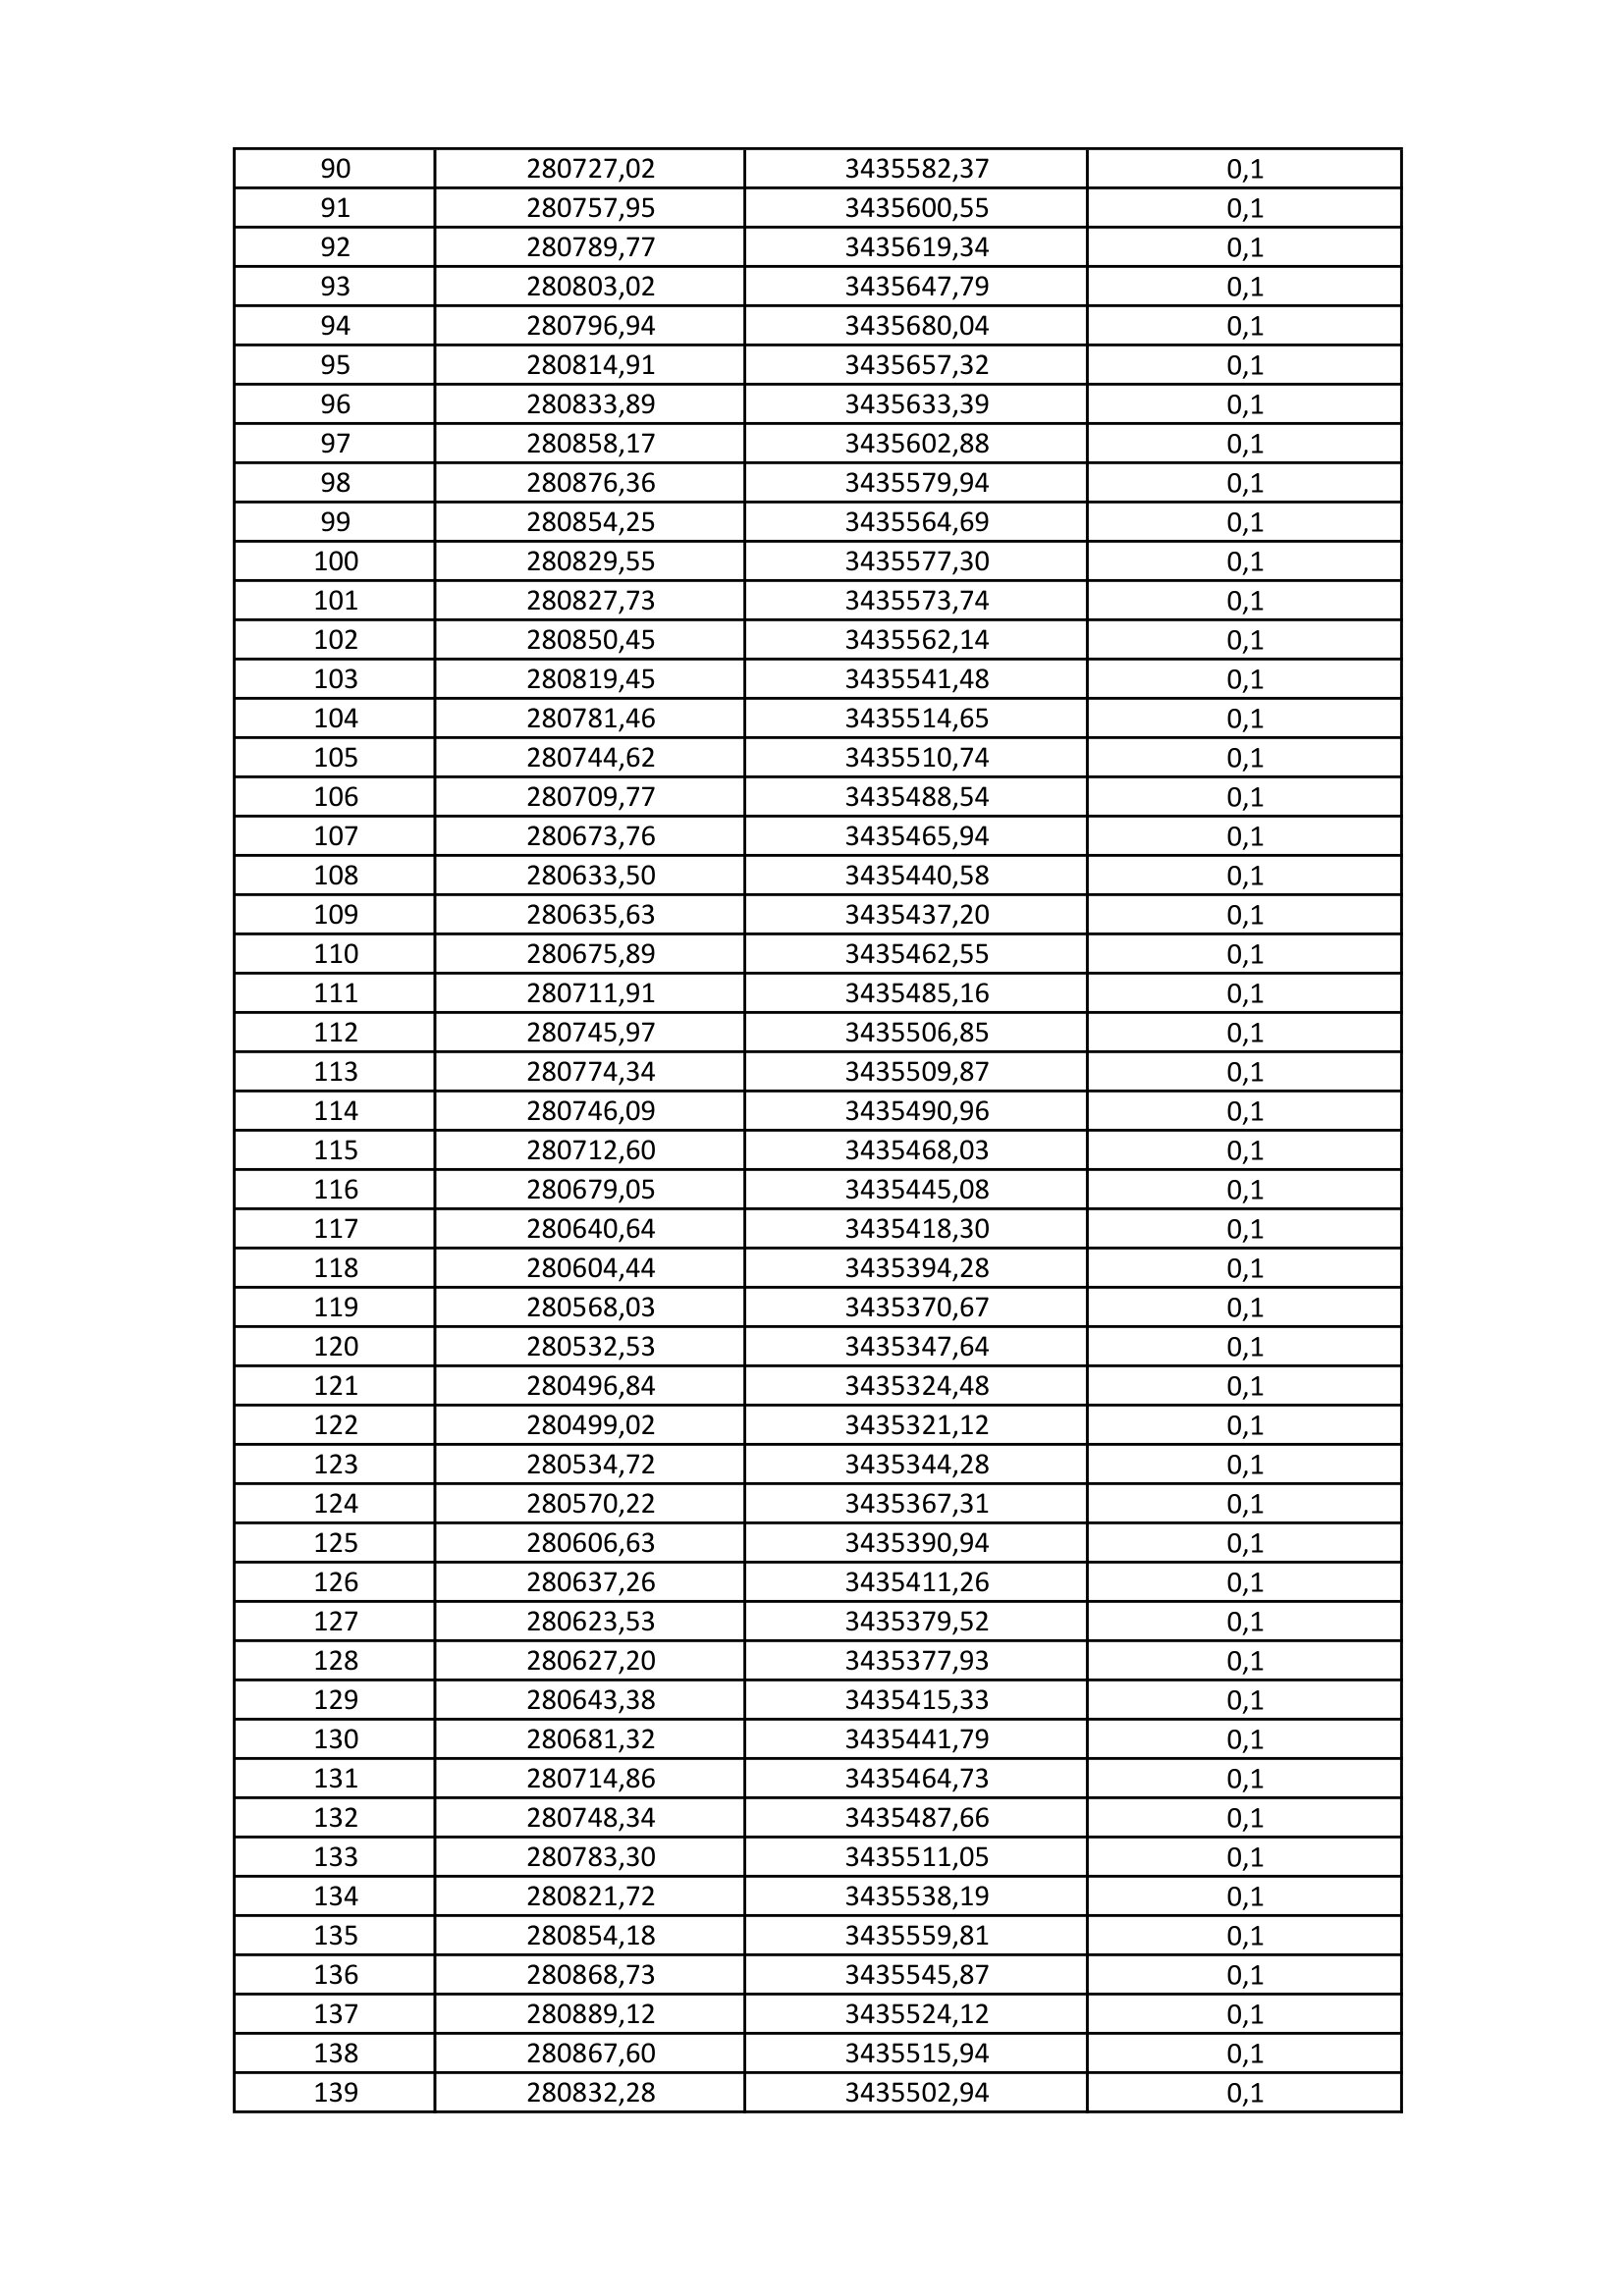 90 280727,02 3435582,37 0,1
91 280757,95 3435600,55 0,1
92 280789,77 3435619,34 0,1
93 280803,02 3435647,79 0,1
94 280796,94 3435680,04 0,1
95 280814,91 3435657,32 0,1
96 280833,89 3435633,39 0,1
97 280858,17 3435602,88 0,1
98 280876,36 3435579,94 0,1
99 280854,25 3435564,69 0,1
100 280829,55 3435577,30 0,1
101 280827,73 3435573,74 0,1
102 280850,45 3435562,14 0,1
103 280819,45 3435541,48 0,1
104 280781,46 3435514,65 0,1
105 280744,62 3435510,74 0,1
106 280709,77 3435488,54 0,1
107 280673,76 3435465,94 0,1
108 280633,50 3435440,58 0,1
109 280635,63 3435437,20 0,1
110 280675,89 3435462,55 0,1
111 280711,91 3435485,16 0,1
112 280745,97 3435506,85 0,1
113 280774,34 3435509,87 0,1
114 280746,09 3435490,96 0,1
115 280712,60 3435468,03 0,1
116 280679,05 3435445,08 0,1
117 280640,64 3435418,30 0,1
118 280604,44 3435394,28 0,1
119 280568,03 3435370,67 0,1
120 280532,53 3435347,64 0,1
121 280496,84 3435324,48 0,1
122 280499,02 3435321,12 0,1
123 280534,72 3435344,28 0,1
124 280570,22 3435367,31 0,1
125 280606,63 3435390,94 0,1
126 280637,26 3435411,26 0,1
127 280623,53 3435379,52 0,1
128 280627,20 3435377,93 0,1
129 280643,38 3435415,33 0,1
130 280681,32 3435441,79 0,1
131 280714,86 3435464,73 0,1
132 280748,34 3435487,66 0,1
133 280783,30 3435511,05 0,1
134 280821,72 3435538,19 0,1
135 280854,18 3435559,81 0,1
136 280868,73 3435545,87 0,1
137 280889,12 3435524,12 0,1
138 280867,60 3435515,94 0,1
139 280832,28 3435502,94 0,1